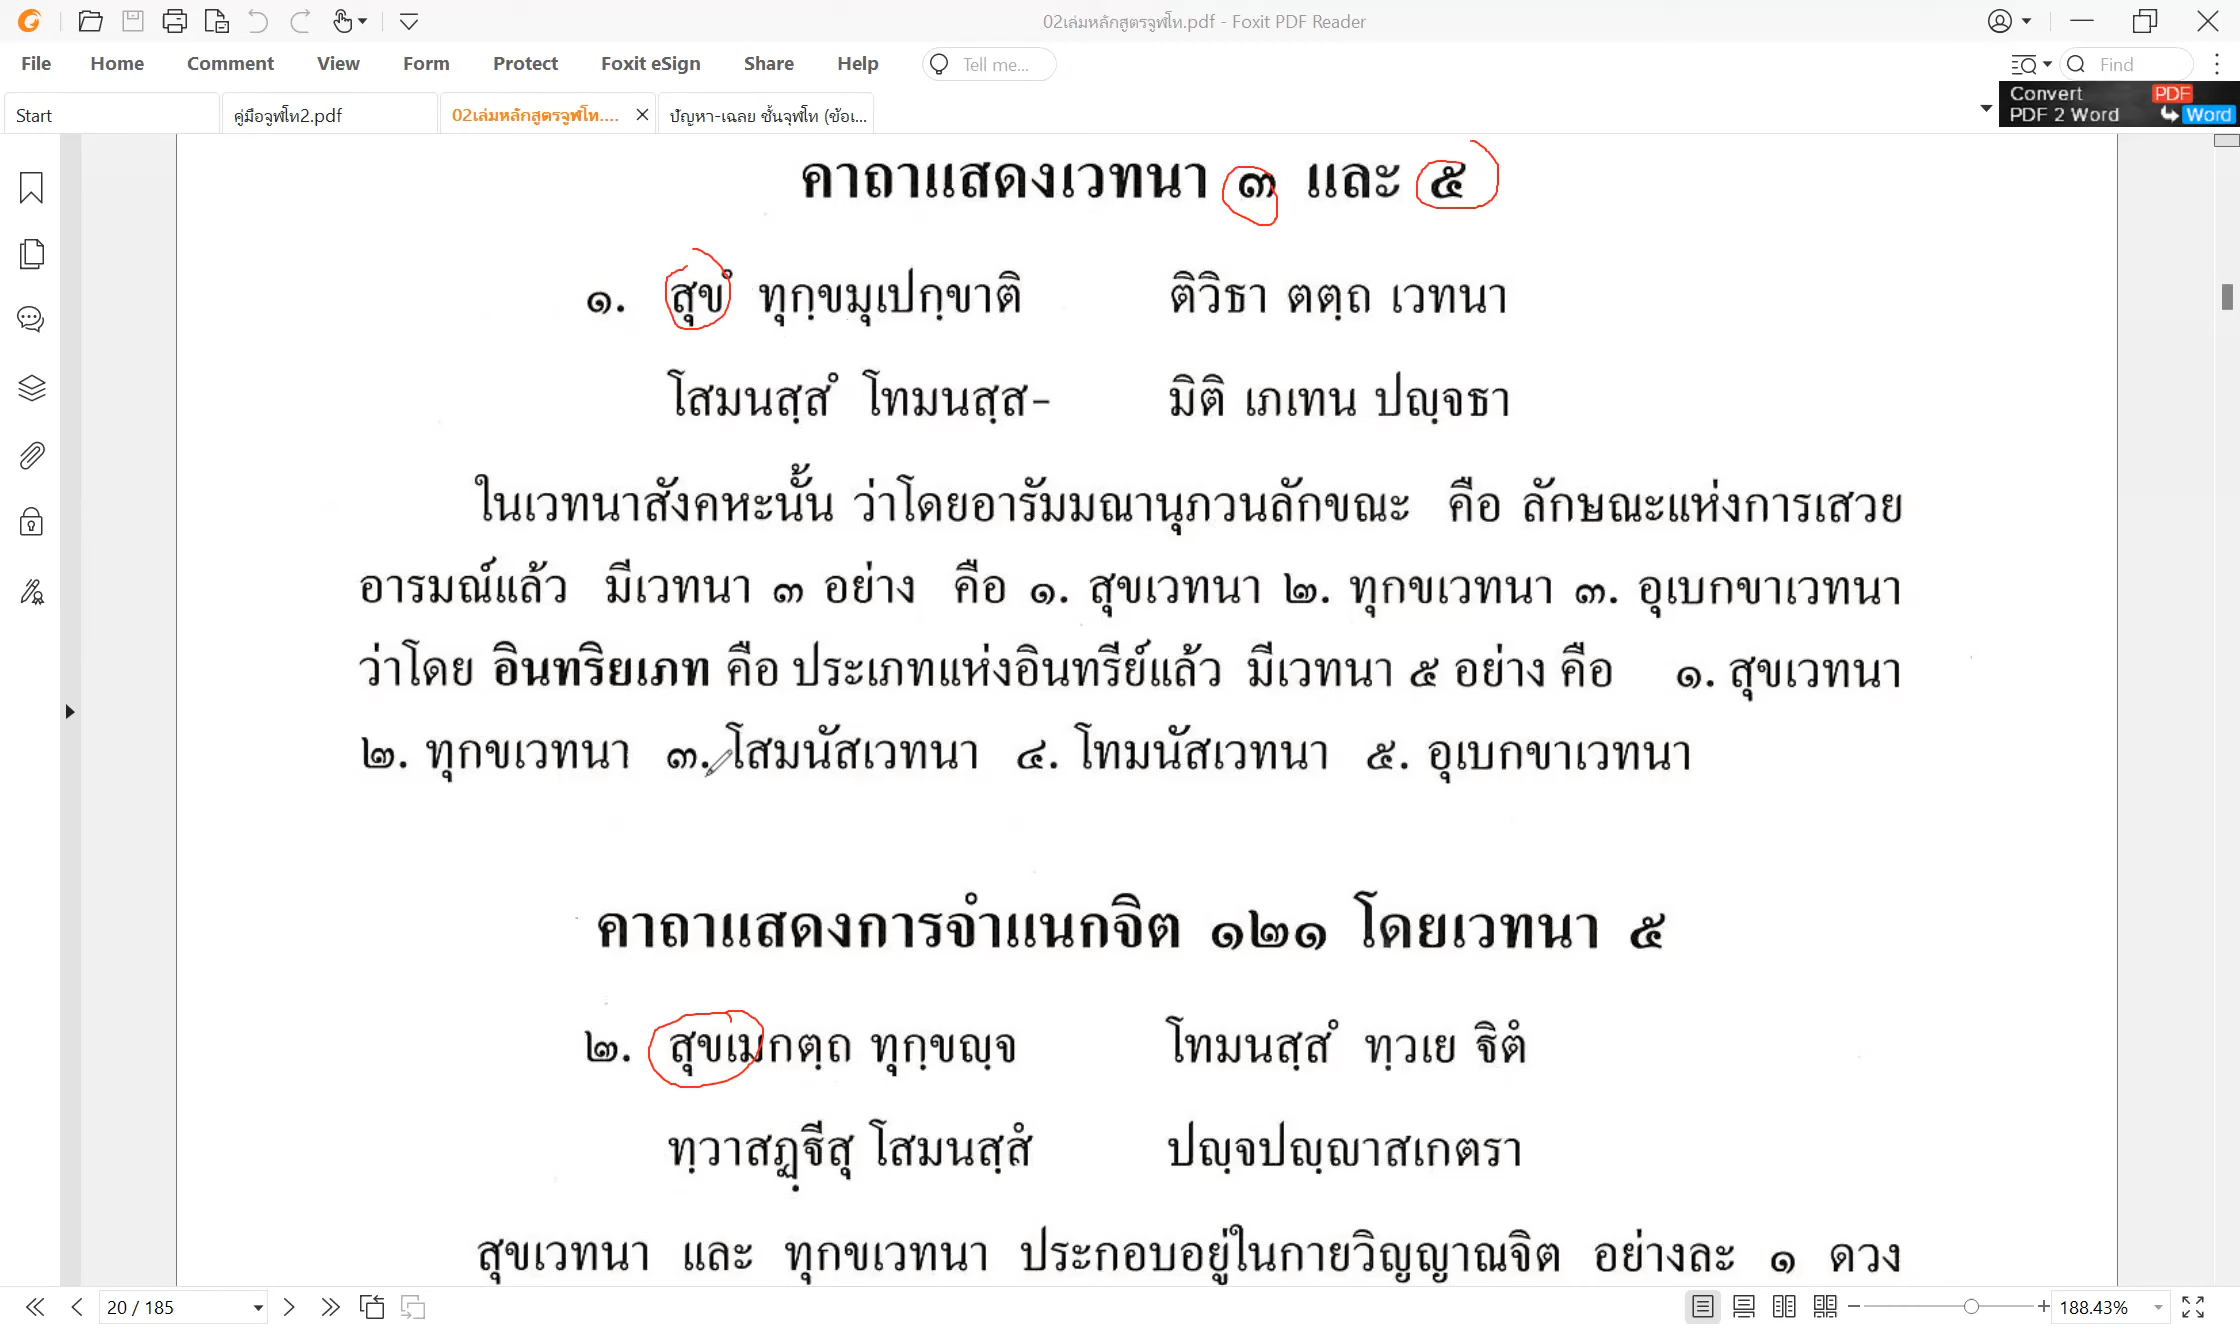 02เล่มหลักสูตรจูฬโท.pdf - Foxit PDF Reader
File Home Comment View Form Protect Foxit eSign Share Help Tell me... Find
Start คู่มือจูฬโท2.pdf 02เล่มหลักสูตรจูฬโท.... ปัญหา-เฉลย ชั้นจุฬโท (ข้อเ...
Convert PDF
PDF 2 Word Word
คาถาแสดงเวทนา ๓ และ ๕
๑. สุขํ ทุกฺขมุเปกฺขาติ ติวิธา ตตฺถ เวทนา
โสมนสฺสํ โทมนสฺส- มิติ เภเทน ปญฺจธา
ในเวทนาสังคหะนั้น ว่าโดยอารัมมณานุภวนลักขณะ คือ ลักษณะแห่งการเสวย
อารมณ์แล้ว มีเวทนา ๓ อย่าง คือ ๑. สุขเวทนา ๒. ทุกขเวทนา ๓. อุเบกขาเวทนา
ว่าโดย อินทริยเภท คือ ประเภทแห่งอินทรีย์แล้ว มีเวทนา ๕ อย่าง คือ ๑. สุขเวทนา
๒. ทุกขเวทนา ๓. โสมนัสเวทนา ๔. โทมนัสเวทนา ๕. อุเบกขาเวทนา
คาถาแสดงการจำแนกจิต ๑๒๑ โดยเวทนา ๕
๒. สุขเมกตฺถ ทุกฺขญฺจ โทมนสฺสํ ทฺวเย ฐิตํ
ทฺวาสฏฺฐีสุ โสมนสฺสํ ปญฺจปญฺญาสเกตรา
สุขเวทนา และ ทุกขเวทนา ประกอบอยู่ในกายวิญญาณจิต อย่างละ ๑ ดวง
20 / 185 188.43%